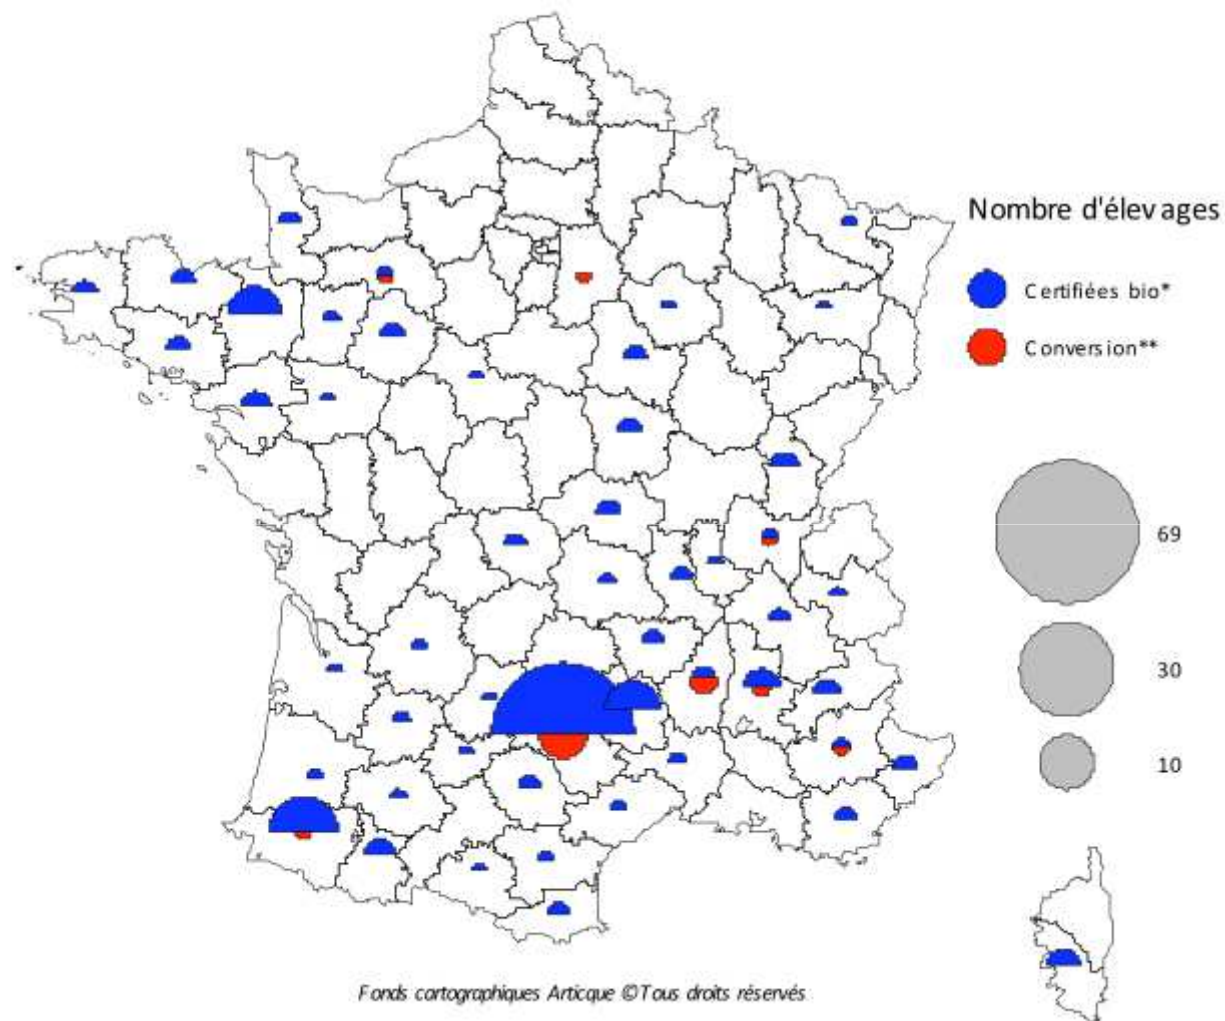 Nombre d'élevages
Certifiées bio*
Conversion**
69
30
10
Fonds cartographiques Articque © Tous droits réservés